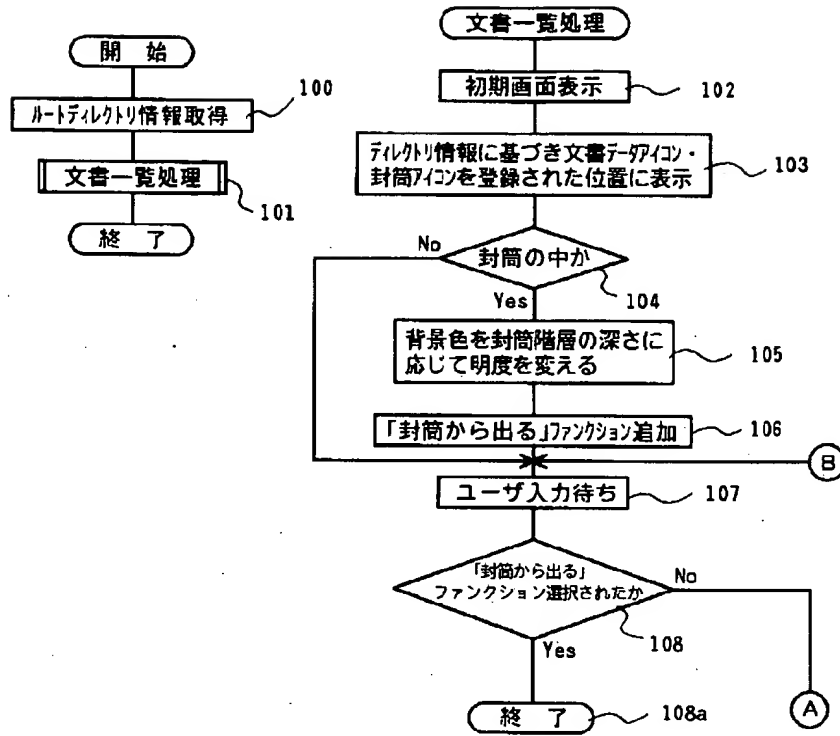 開 始
ルートディレクトリ情報取得
100
文書一覧処理
101
終 了
文書一覧処理
初期画面表示
102
ディレクトリ情報に基づき文書データアイコン・
封筒アイコンを登録された位置に表示
103
封筒の中か
No
104
Yes
背景色を封筒階層の深さに
応じて明度を変える
105
「封筒から出る」ファンクション追加
106
B
ユーザ入力待ち
107
「封筒から出る」
ファンクション選択されたか
No
108
Yes
終 了
108a
A